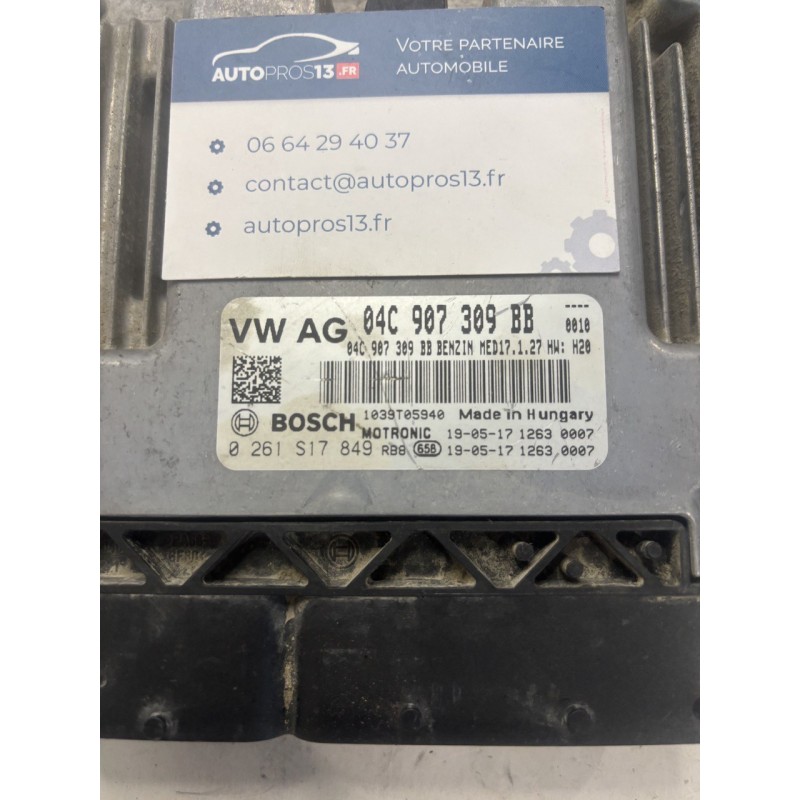 AUTOPROS13.FR
VOTRE PARTENAIRE
AUTOMOBILE
06 64 29 40 37
contact@autopros13.fr
autopros13.fr
VW AG 04C 907 309 BB ----
0010
04C 907 309 BB BENZIN MED17.1.27 HW: H20
BOSCH 1039T05940 Made in Hungary
MOTRONIC 19-05-17 1263 0007
0 261 S17 849 RB8 658 19-05-17 1263.0007